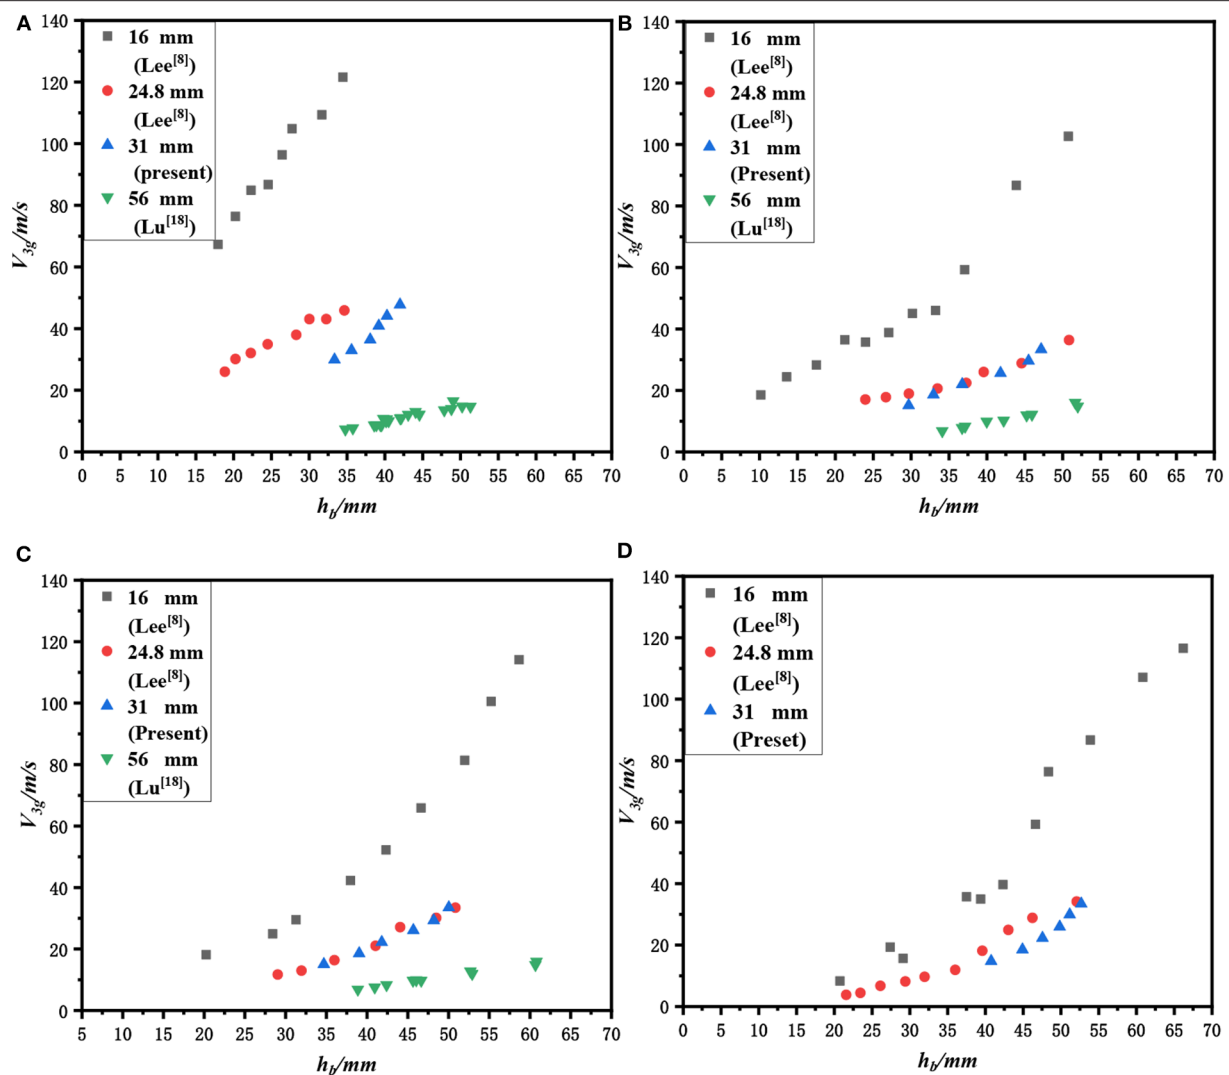 A
140
120
100
80
60
40
20
0
V3g/m/s
16 mm
(Lee[8])
24.8 mm
(Lee[8])
31 mm
(present)
56 mm
(Lu[18])
0 5 10 15 20 25 30 35 40 45 50 55 60 65 70
hb/mm
B
140
120
100
80
60
40
20
0
V3g/m/s
16 mm
(Lee[8])
24.8 mm
(Lee[8])
31 mm
(Present)
56 mm
(Lu[18])
0 5 10 15 20 25 30 35 40 45 50 55 60 65 70
hb/mm
C
140
120
100
80
60
40
20
0
V3g/m/s
16 mm
(Lee[8])
24.8 mm
(Lee[8])
31 mm
(Present)
56 mm
(Lu[18])
5 10 15 20 25 30 35 40 45 50 55 60 65 70
hb/mm
D
140
120
100
80
60
40
20
0
V3g/m/s
16 mm
(Lee[8])
24.8 mm
(Lee[8])
31 mm
(Preset)
0 5 10 15 20 25 30 35 40 45 50 55 60 65 70
hb/mm